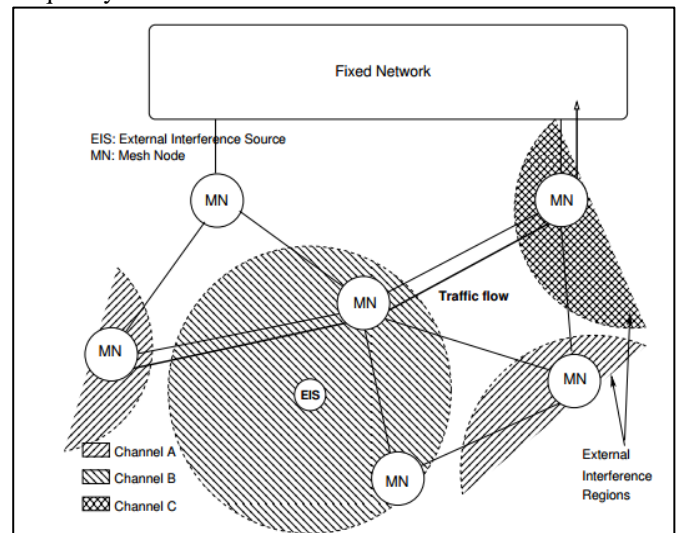 Fixed Network
EIS: External Interference Source
MN: Mesh Node
MN
MN
MN
Traffic flow
MN
MN
EIS
MN
Channel A
Channel B
Channel C
External
Interference
Regions